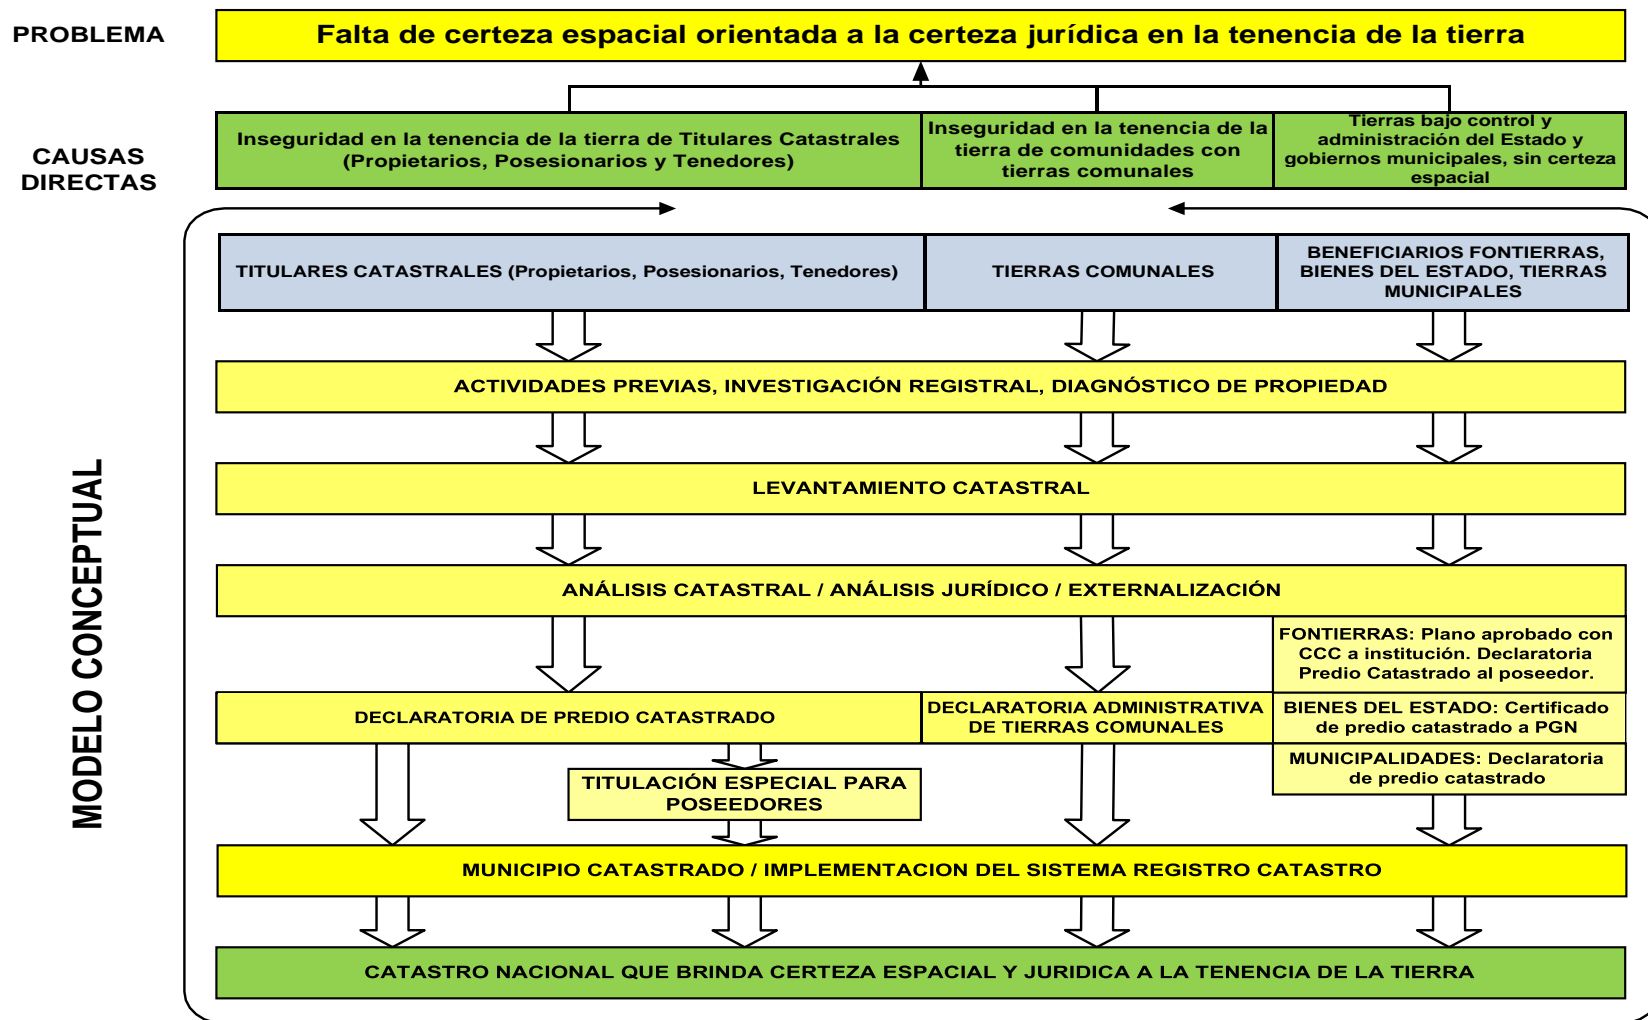 PROBLEMA
Falta de certeza espacial orientada a la certeza jurídica en la tenencia de la tierra
CAUSAS
DIRECTAS
Inseguridad en la tenencia de la tierra de Titulares Catastrales
(Propietarios, Posesionarios y Tenedores)
Inseguridad en la tenencia de la
tierra de comunidades con
tierras comunales
Tierras bajo control y
administración del Estado y
gobiernos municipales, sin certeza
espacial
MODELO CONCEPTUAL
TITULARES CATASTRALES (Propietarios, Posesionarios, Tenedores)
TIERRAS COMUNALES
BENEFICIARIOS FONTIERRAS,
BIENES DEL ESTADO, TIERRAS
MUNICIPALES
ACTIVIDADES PREVIAS, INVESTIGACIÓN REGISTRAL, DIAGNÓSTICO DE PROPIEDAD
LEVANTAMIENTO CATASTRAL
ANÁLISIS CATASTRAL / ANÁLISIS JURÍDICO / EXTERNALIZACIÓN
FONTIERRAS: Plano aprobado con
CCC a institución. Declaratoria
Predio Catastrado al poseedor.
DECLARATORIA DE PREDIO CATASTRADO
DECLARATORIA ADMINISTRATIVA
DE TIERRAS COMUNALES
BIENES DEL ESTADO: Certificado
de predio catastrado a PGN
MUNICIPALIDADES: Declaratoria
de predio catastrado
TITULACIÓN ESPECIAL PARA
POSEEDORES
MUNICIPIO CATASTRADO / IMPLEMENTACION DEL SISTEMA REGISTRO CATASTRO
CATASTRO NACIONAL QUE BRINDA CERTEZA ESPACIAL Y JURIDICA A LA TENENCIA DE LA TIERRA